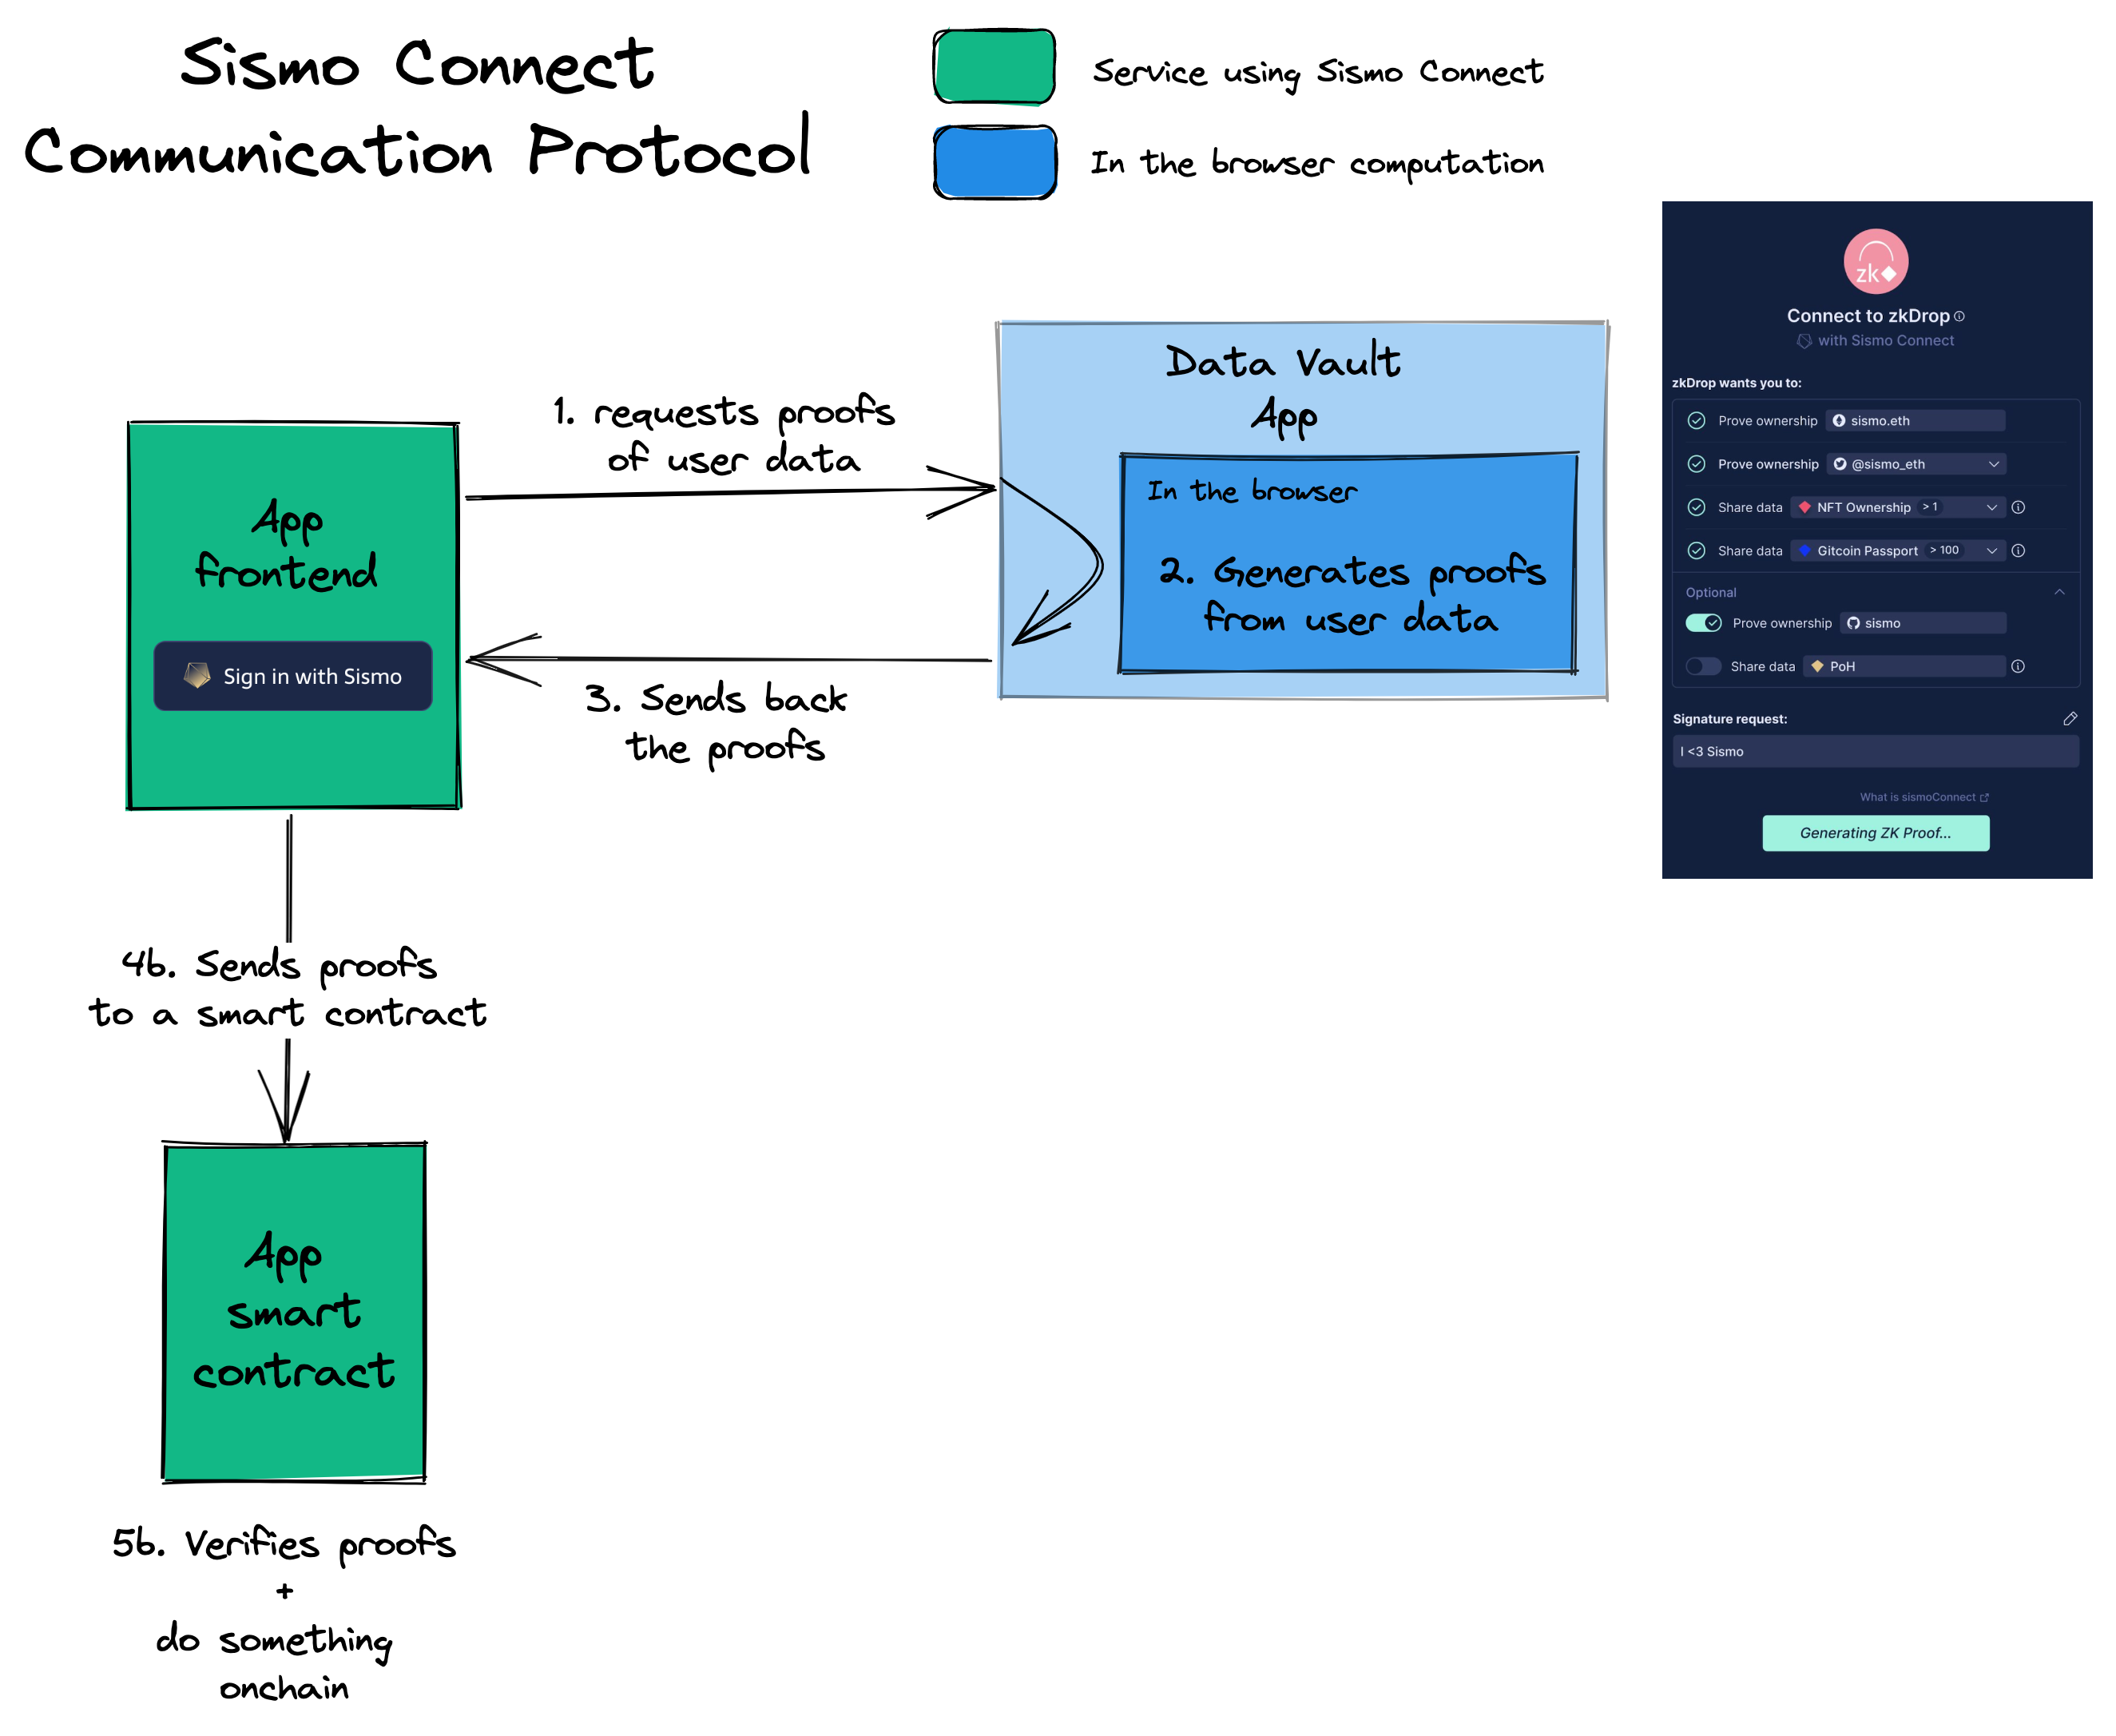 Sismo Connect
Communication Protocol
Service using Sismo Connect
In the browser computation
App
frontend
Sign in with Sismo
1. requests proofs
of user data
Data Vault
App
In the browser
2. Generates proofs
from user data
3. Sends back
the proofs
4b. Sends proofs
to a smart contract
App
smart
contract
5b. Verifies proofs
+
do something
onchain
zk
Connect to zkDrop
with Sismo Connect
zkDrop wants you to:
Prove ownership sismo.eth
Prove ownership @sismo_eth
Share data NFT Ownership > 1
Share data Gitcoin Passport > 100
Optional
Prove ownership sismo
Share data PoH
Signature request:
I <3 Sismo
What is sismoConnect
Generating ZK Proof...